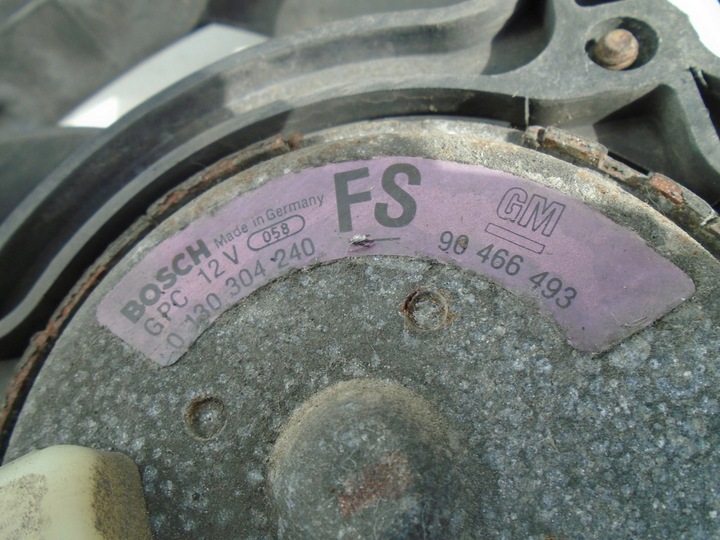 BOSCH Made in Germany
GPC 12V 058
0 130 304 240
FS
GM
90 466 493